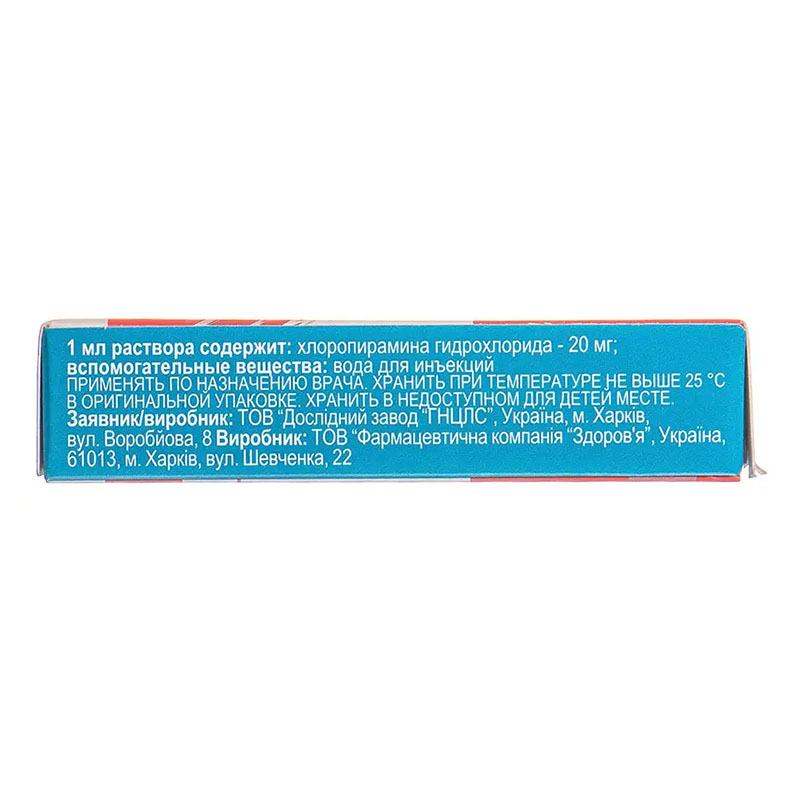 1 мл раствора содержит: хлоропирамина гидрохлорида - 20 мг;
вспомогательные вещества: вода для инъекций
ПРИМЕНЯТЬ ПО НАЗНАЧЕНИЮ ВРАЧА. ХРАНИТЬ ПРИ ТЕМПЕРАТУРЕ НЕ ВЫШЕ 25 °С
В ОРИГИНАЛЬНОЙ УПАКОВКЕ. ХРАНИТЬ В НЕДОСТУПНОМ ДЛЯ ДЕТЕЙ МЕСТЕ.
Заявник/виробник: ТОВ “Дослідний завод “ГНЦЛС”, Україна, м. Харків,
вул. Воробйова, 8 Виробник: ТОВ “Фармацевтична компанія “Здоров'я”, Україна,
61013, м. Харків, вул. Шевченка, 22